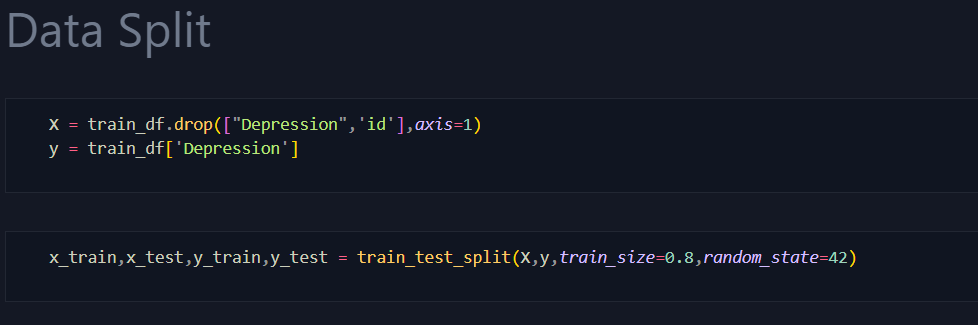 Data Split
X = train_df.drop(["Depression",'id'],axis=1)
y = train_df['Depression']
x_train,x_test,y_train,y_test = train_test_split(X,y,train_size=0.8,random_state=42)